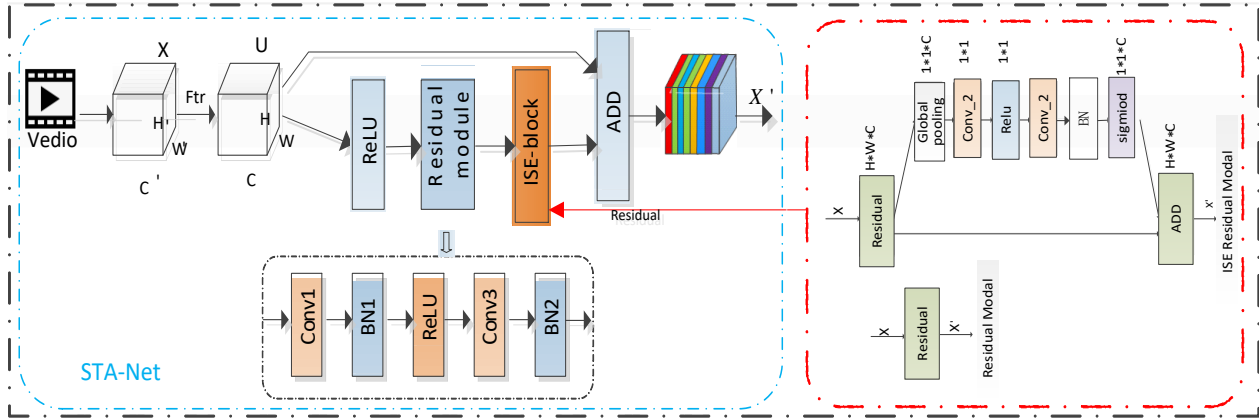 X
U
Vedio
H'
W'
C '
Ftr
H
W
C
ReLU
Residual
module
ISE-block
ADD
X '
Residual
Conv1
BN1
ReLU
Conv3
BN2
STA-Net
X
Residual
H*W*C
Global
pooling
1*1*C
Conv_2
1*1
Relu
1*1
Conv_2
BN
sigmiod
1*1*C
ADD
H*W*C
X'
ISE Residual Modal
X
Residual
X'
Residual Modal